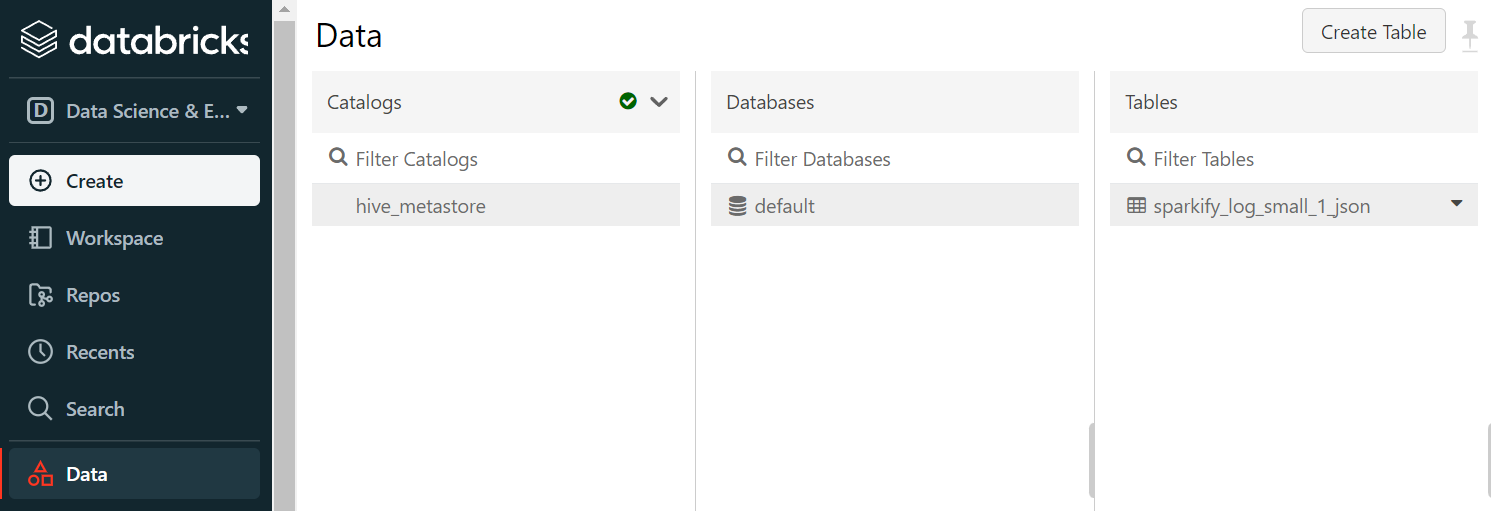 databricks
Data Science & E...
Create
Workspace
Repos
Recents
Search
Data
Data
Create Table
Catalogs
Filter Catalogs
hive_metastore
Databases
Filter Databases
default
Tables
Filter Tables
sparkify_log_small_1_json